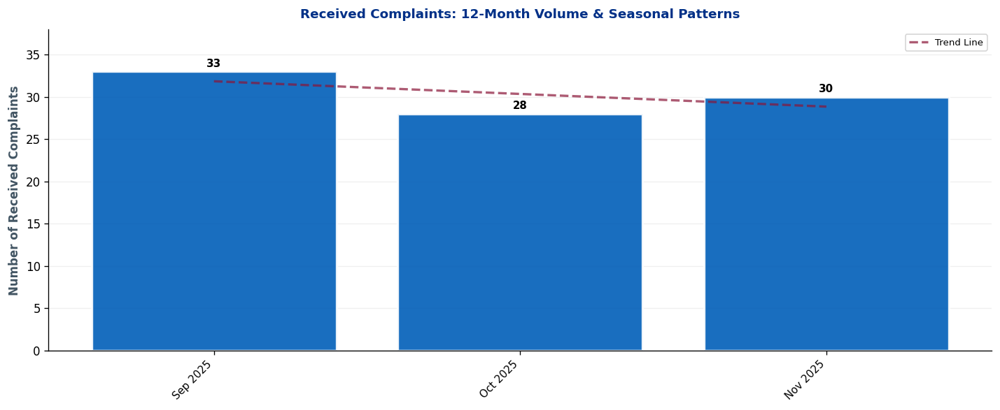 Received Complaints: 12-Month Volume & Seasonal Patterns
Trend Line
Number of Received Complaints
35
30
25
20
15
10
5
0
33
28
30
Sep 2025
Oct 2025
Nov 2025